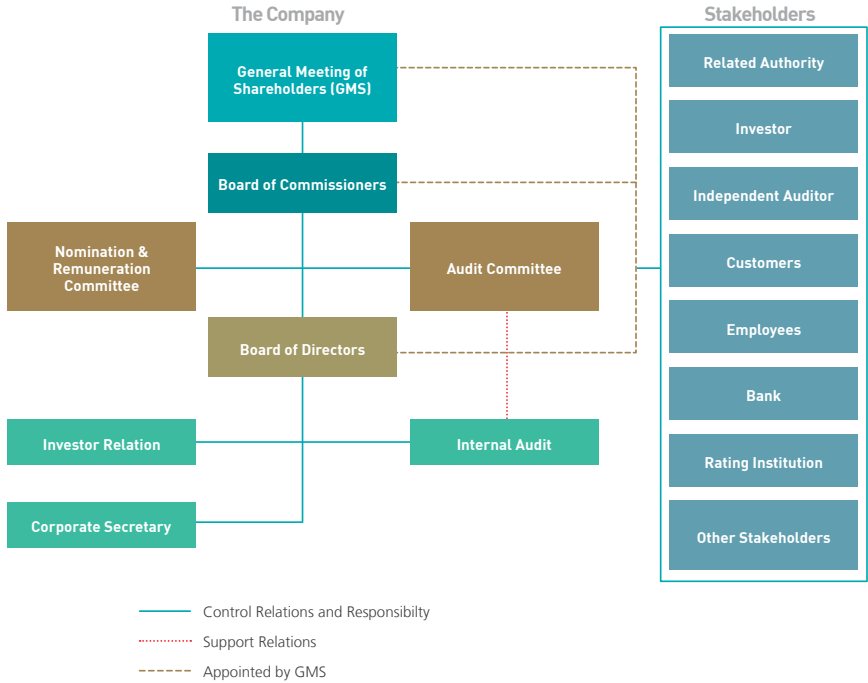 The Company
General Meeting of
Shareholders (GMS)
Board of Commissioners
Nomination &
Remuneration
Committee
Audit Committee
Board of Directors
Investor Relation
Internal Audit
Corporate Secretary
Stakeholders
Related Authority
Investor
Independent Auditor
Customers
Employees
Bank
Rating Institution
Other Stakeholders
Control Relations and Responsibilty
Support Relations
Appointed by GMS